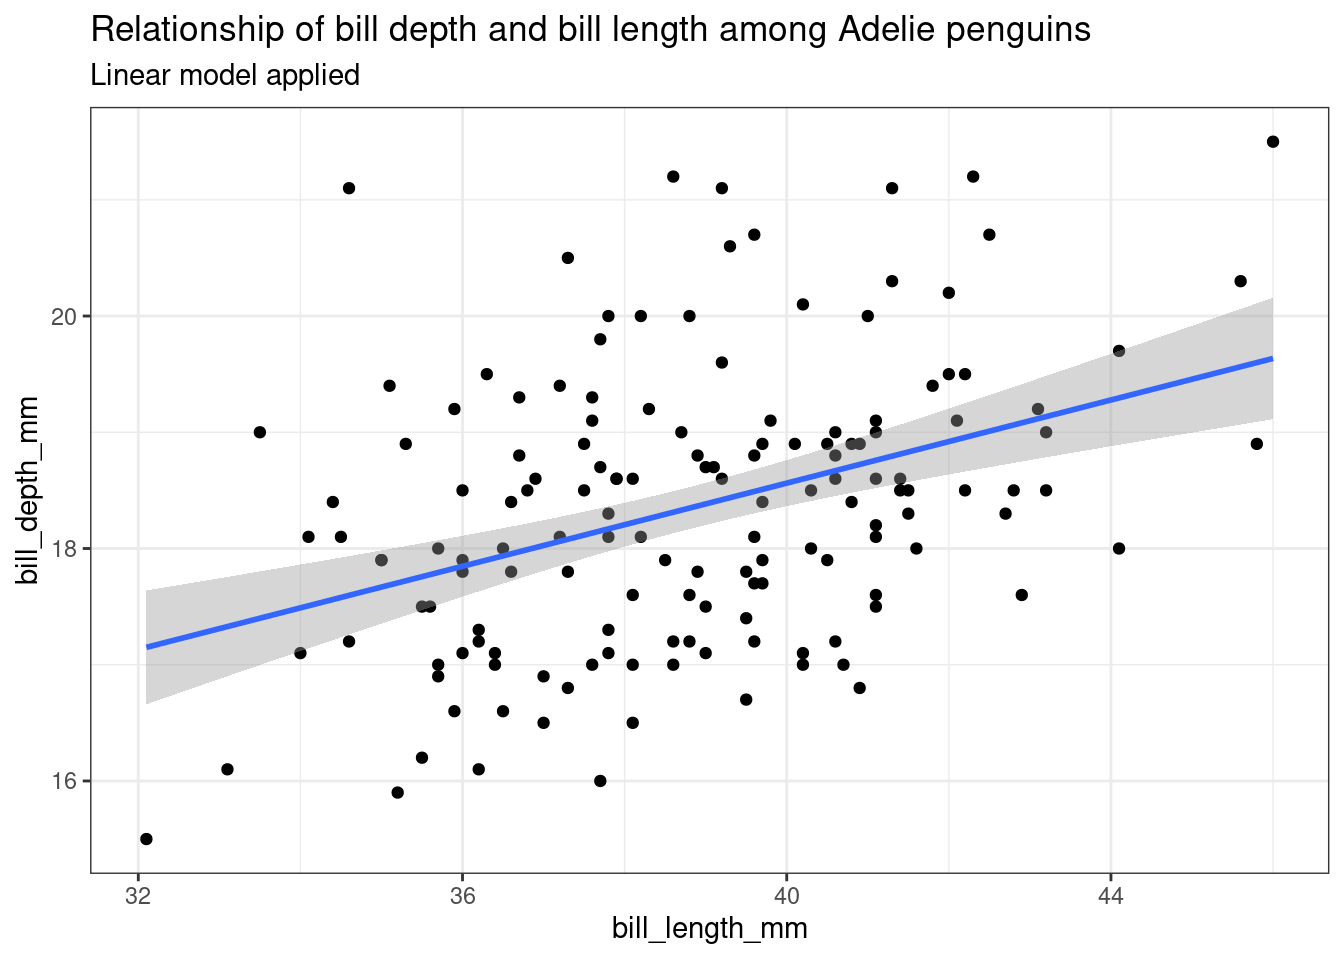 Relationship of bill depth and bill length among Adelie penguins
Linear model applied
bill_depth_mm
20
18
16
32 36 40 44
bill_length_mm